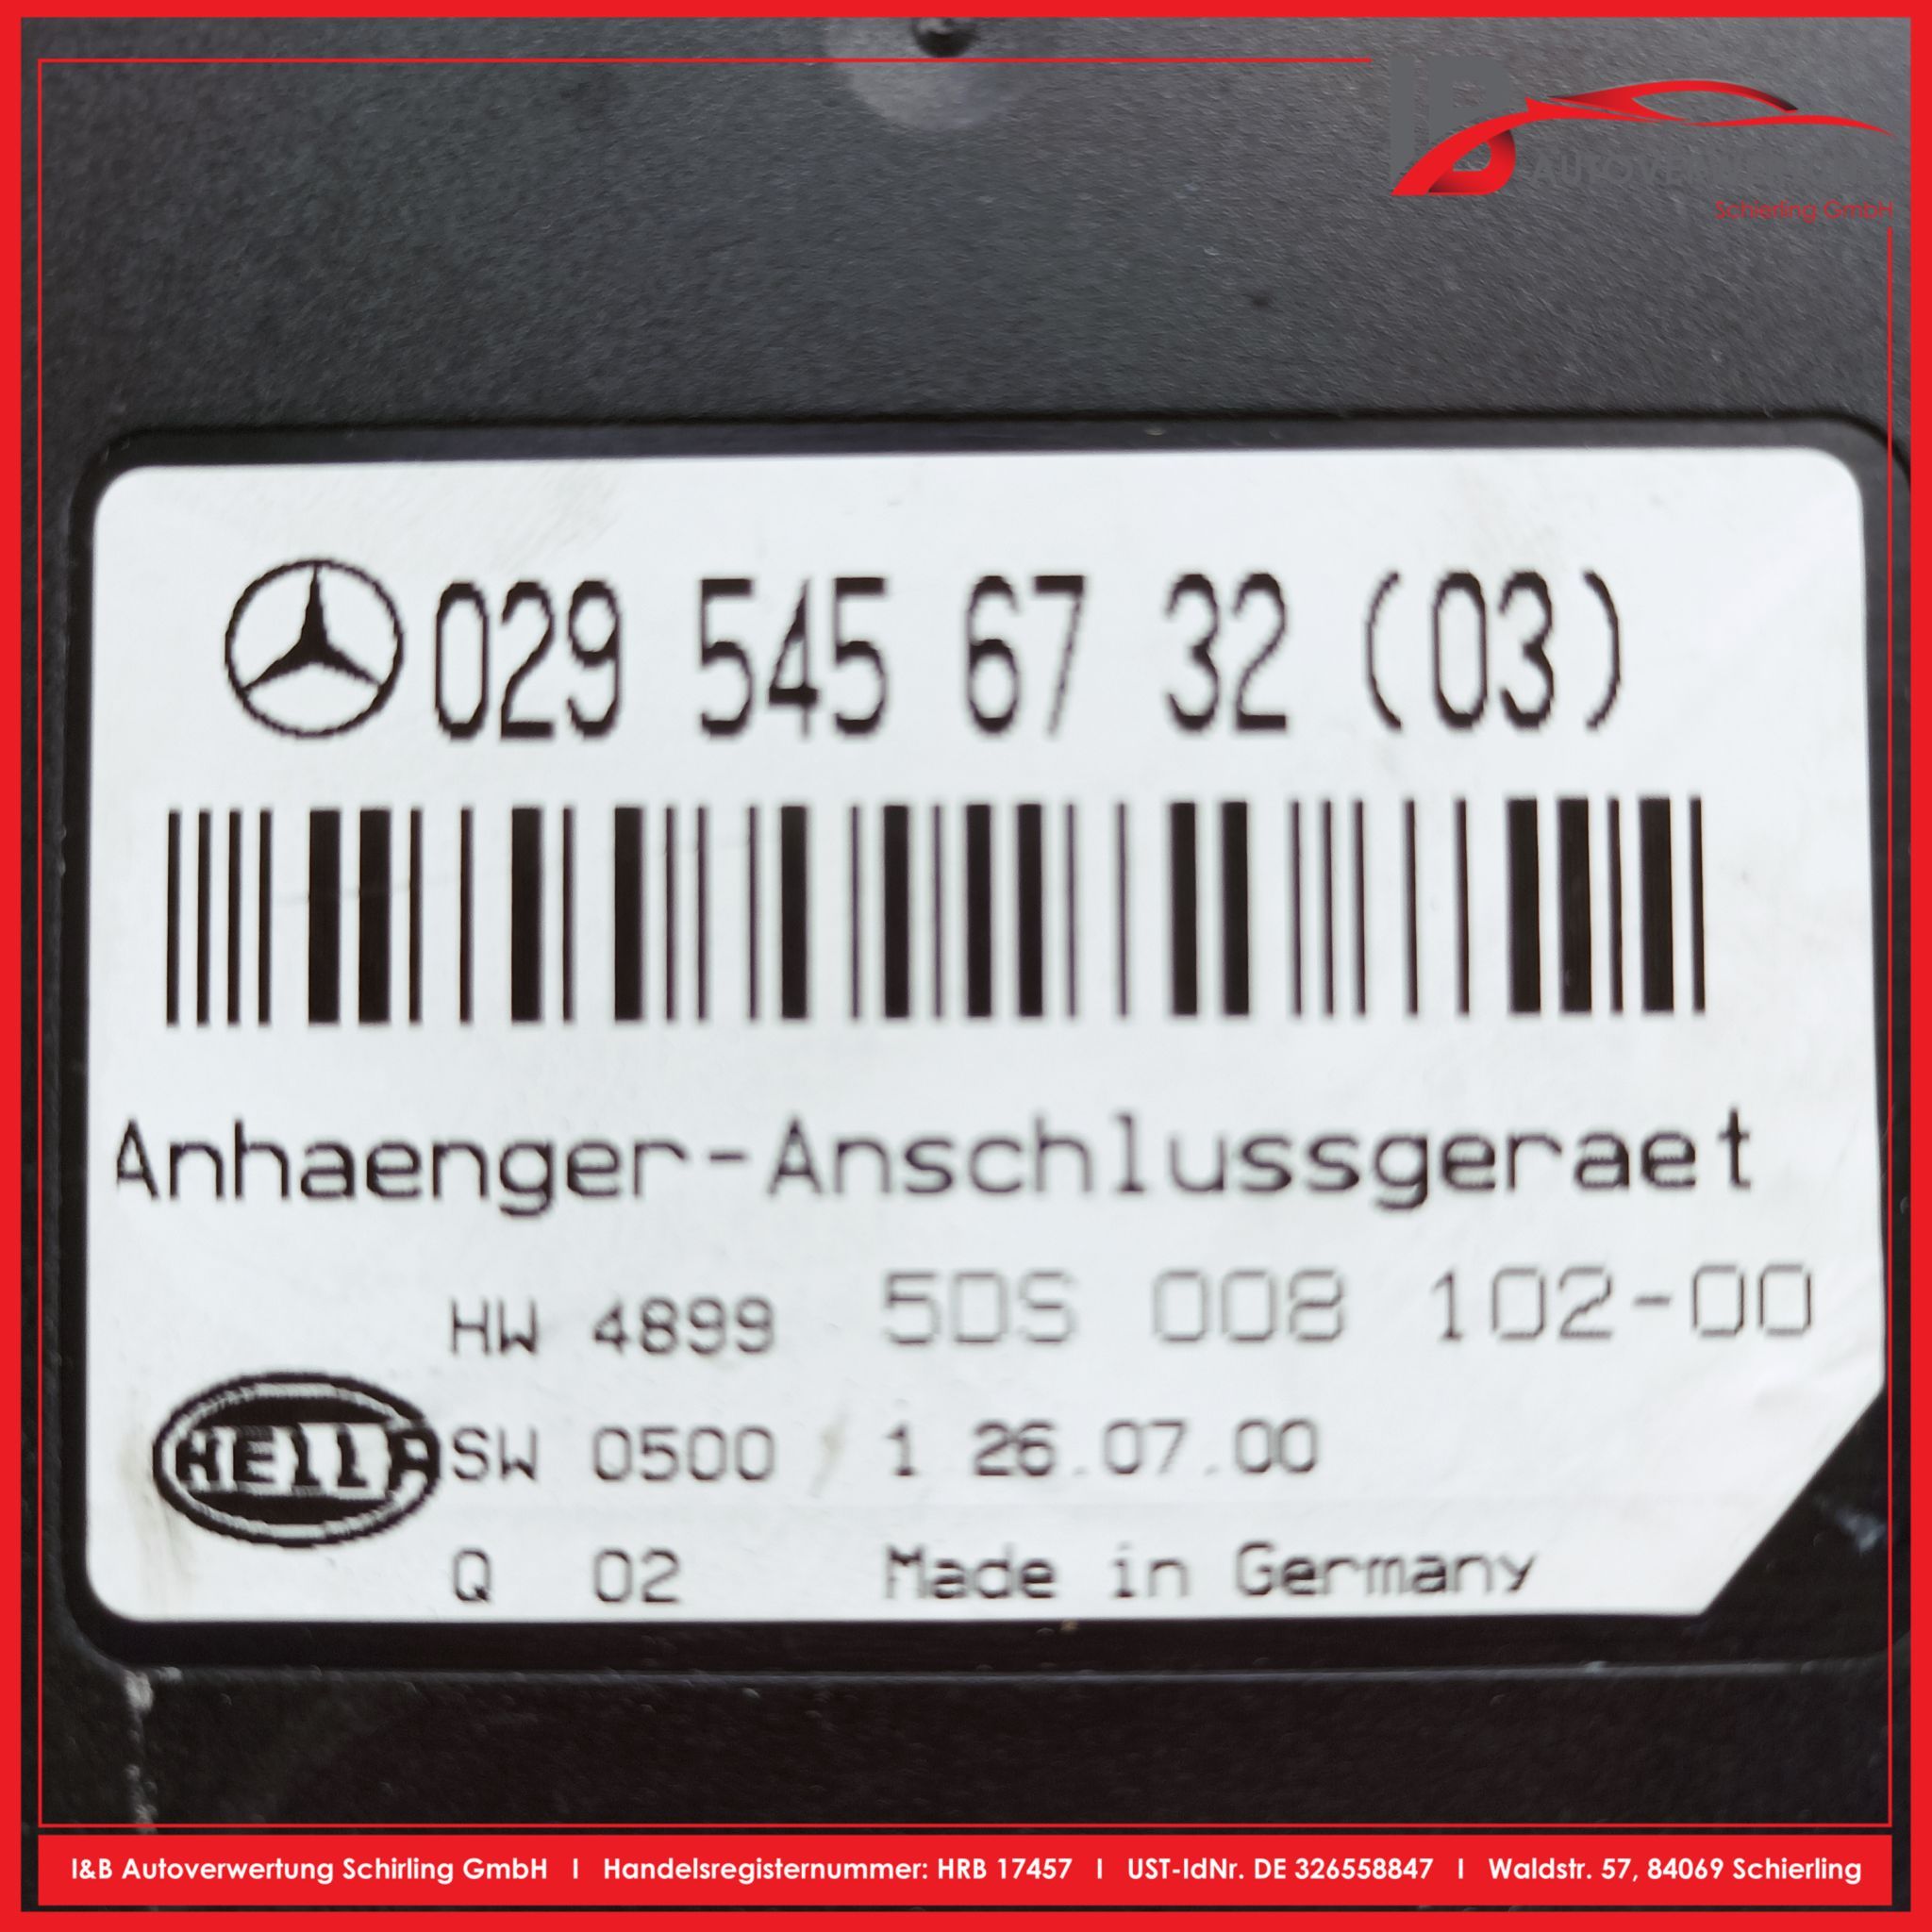 IB
AUTOVERWERTUNG
Schierling GmbH
029 545 67 32 (03)
Anhaenger-Anschlussgeraet
HW 4899 5DS 008 102-00
HELLA SW 0500 1 26.07.00
Q 02 Made in Germany
I&B Autoverwertung Schirling GmbH I Handelsregisternummer: HRB 17457 I UST-IdNr. DE 326558847 I Waldstr. 57, 84069 Schierling